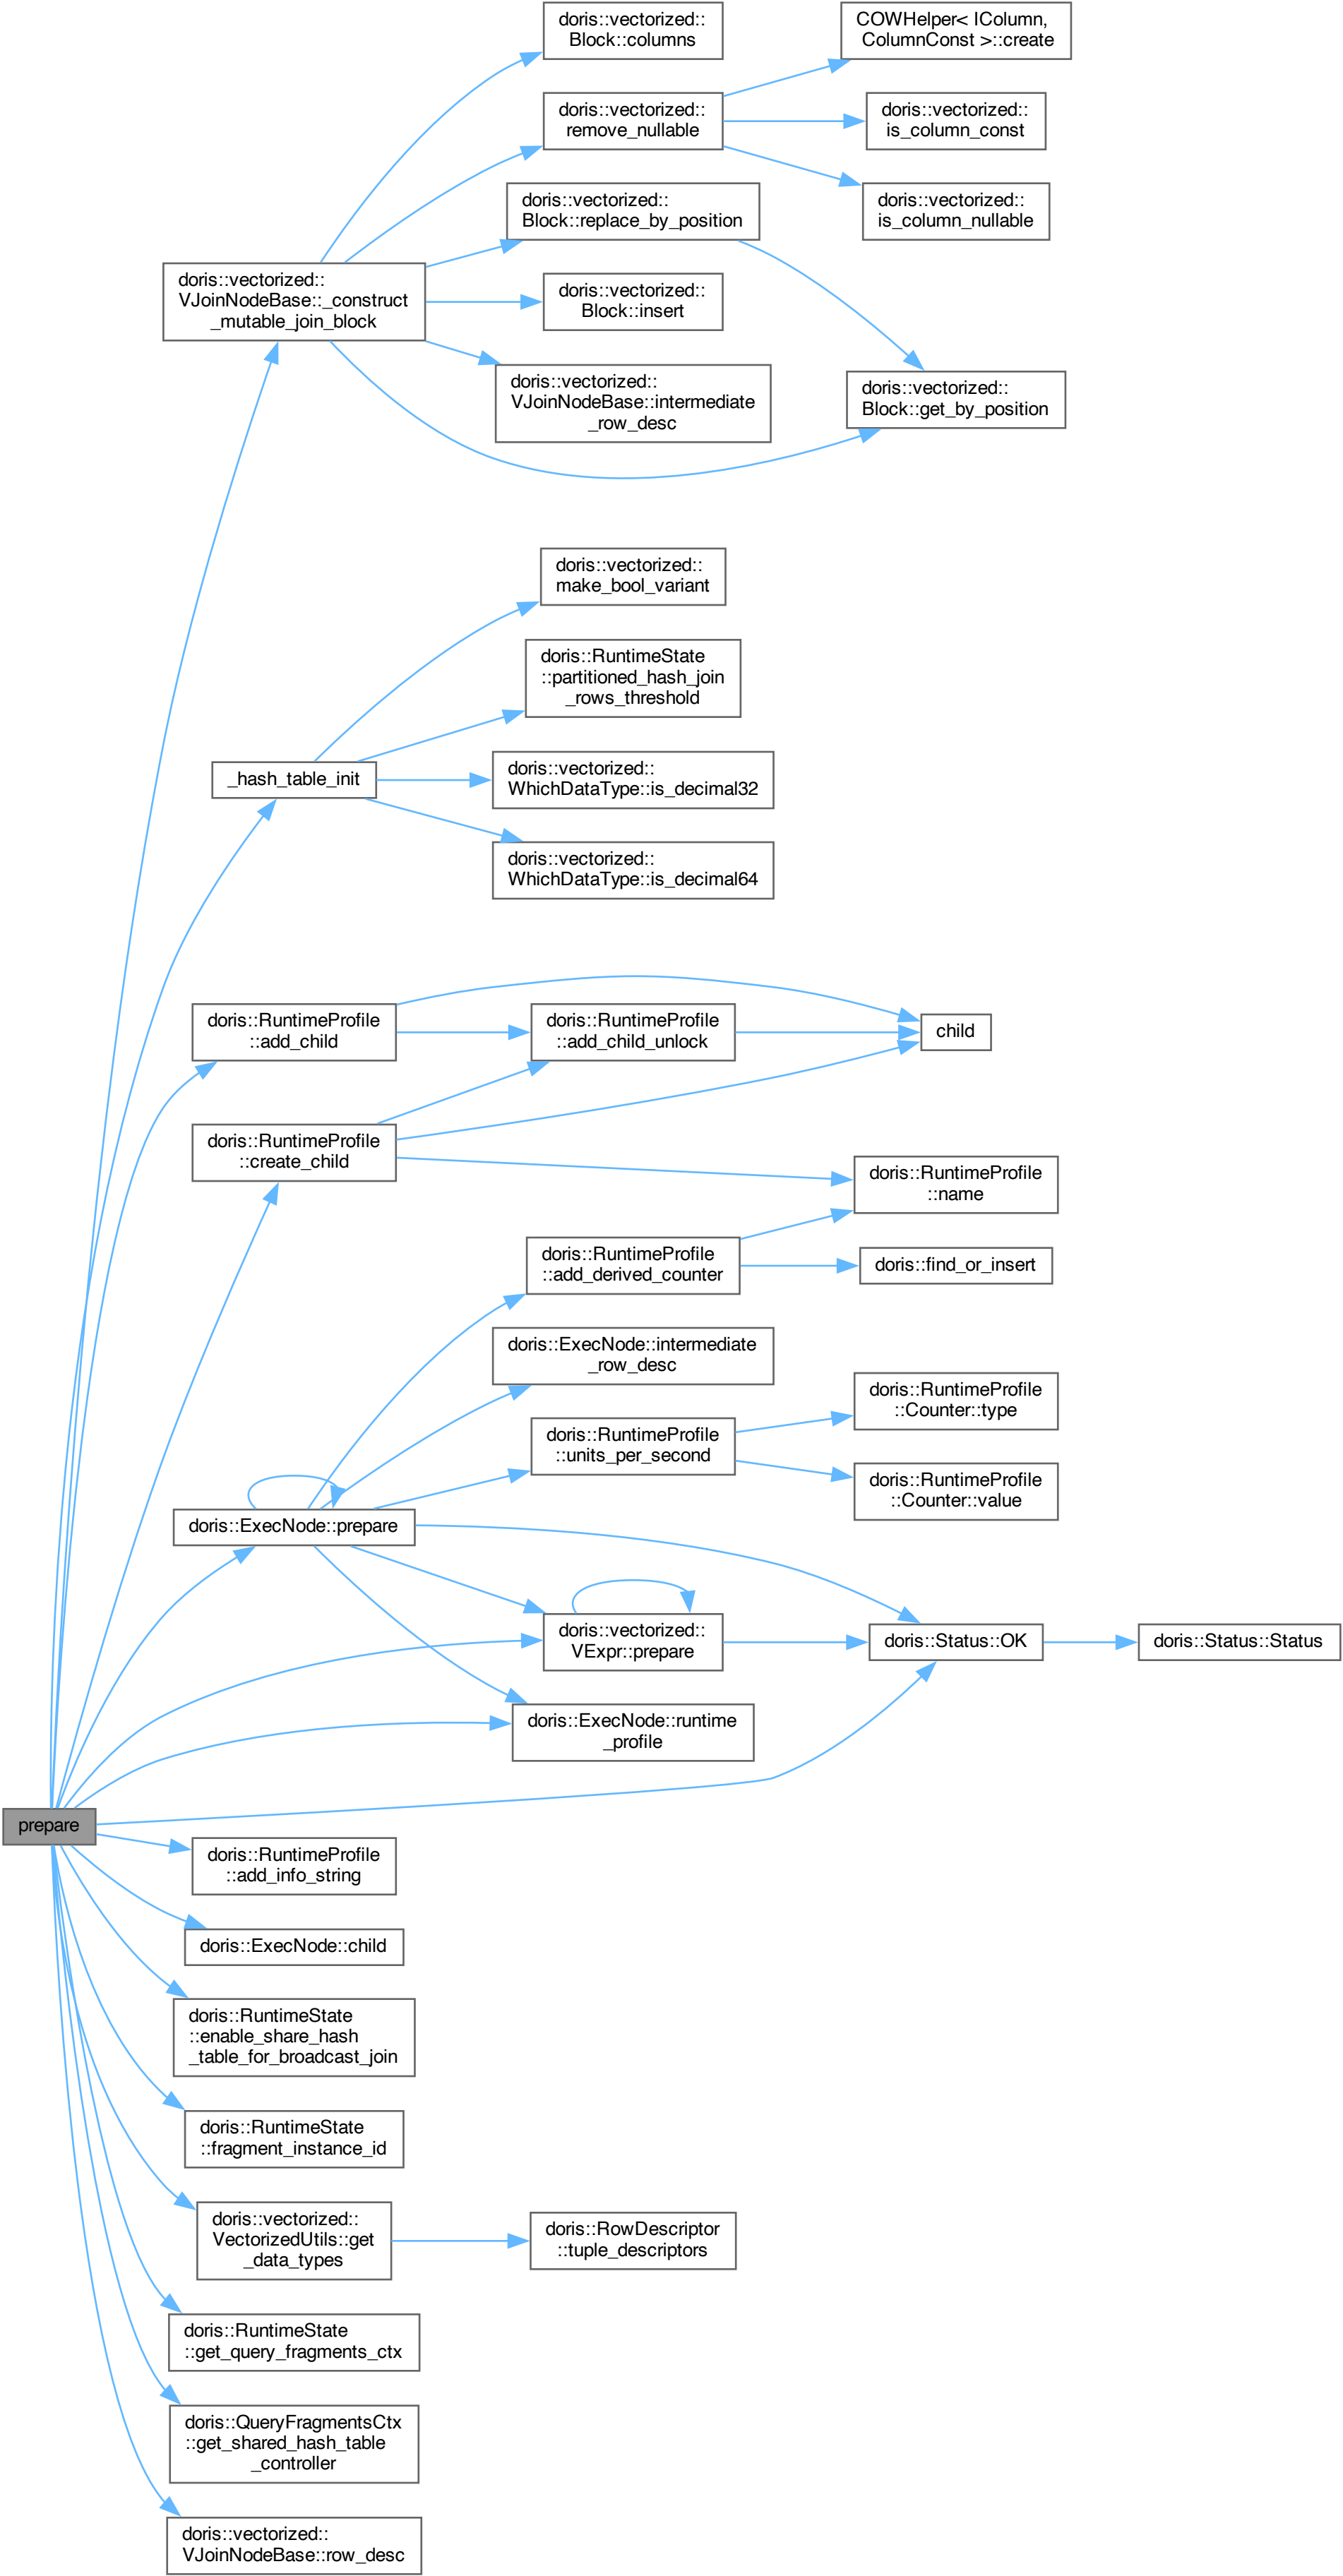 doris::vectorized::
Block::columns
COWHelper< IColumn,
ColumnConst >::create
doris::vectorized::
remove_nullable
doris::vectorized::
is_column_const
doris::vectorized::
is_column_nullable
doris::vectorized::
Block::replace_by_position
doris::vectorized::
VJoinNodeBase::_construct
_mutable_join_block
doris::vectorized::
Block::insert
doris::vectorized::
VJoinNodeBase::intermediate
_row_desc
doris::vectorized::
Block::get_by_position
doris::vectorized::
make_bool_variant
doris::RuntimeState
::partitioned_hash_join
_rows_threshold
_hash_table_init
doris::vectorized::
WhichDataType::is_decimal32
doris::vectorized::
WhichDataType::is_decimal64
doris::RuntimeProfile
::add_child
doris::RuntimeProfile
::add_child_unlock
child
doris::RuntimeProfile
::create_child
doris::RuntimeProfile
::name
doris::RuntimeProfile
::add_derived_counter
doris::find_or_insert
doris::ExecNode::intermediate
_row_desc
doris::RuntimeProfile
::Counter::type
doris::RuntimeProfile
::units_per_second
doris::RuntimeProfile
::Counter::value
doris::ExecNode::prepare
doris::vectorized::
VExpr::prepare
doris::Status::OK
doris::Status::Status
doris::ExecNode::runtime
_profile
prepare
doris::RuntimeProfile
::add_info_string
doris::ExecNode::child
doris::RuntimeState
::enable_share_hash
_table_for_broadcast_join
doris::RuntimeState
::fragment_instance_id
doris::vectorized::
VectorizedUtils::get
_data_types
doris::RowDescriptor
::tuple_descriptors
doris::RuntimeState
::get_query_fragments_ctx
doris::QueryFragmentsCtx
::get_shared_hash_table
_controller
doris::vectorized::
VJoinNodeBase::row_desc